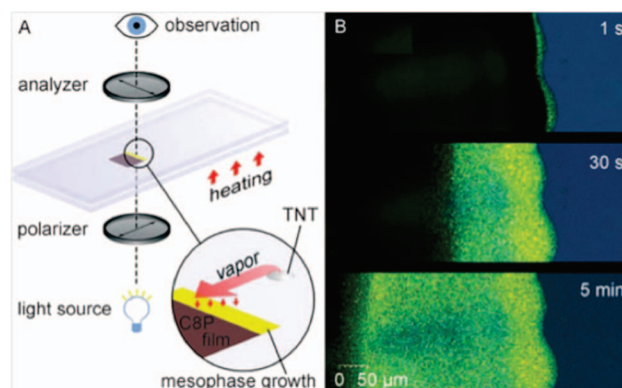 A
observation
analyzer
heating
polarizer
TNT
vapor
light source
C8P
film
mesophase growth
B
1 s
30 s
5 min
0 50 µm